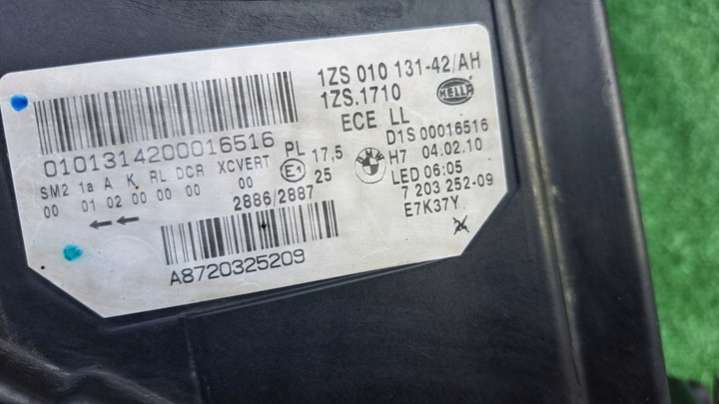 1ZS 010 131-42/AH
1ZS.1710
HELLA
ECE LL
0101314200016516
D1S 00016516
PL 17,5
H7 04.02.10
SM2 1a A K RL DCR XCVERT
E1 25
LED 06:05
00 01 02 00 00 00 00
7 203 252-09
2886/2887
E7K37Y
A8720325209